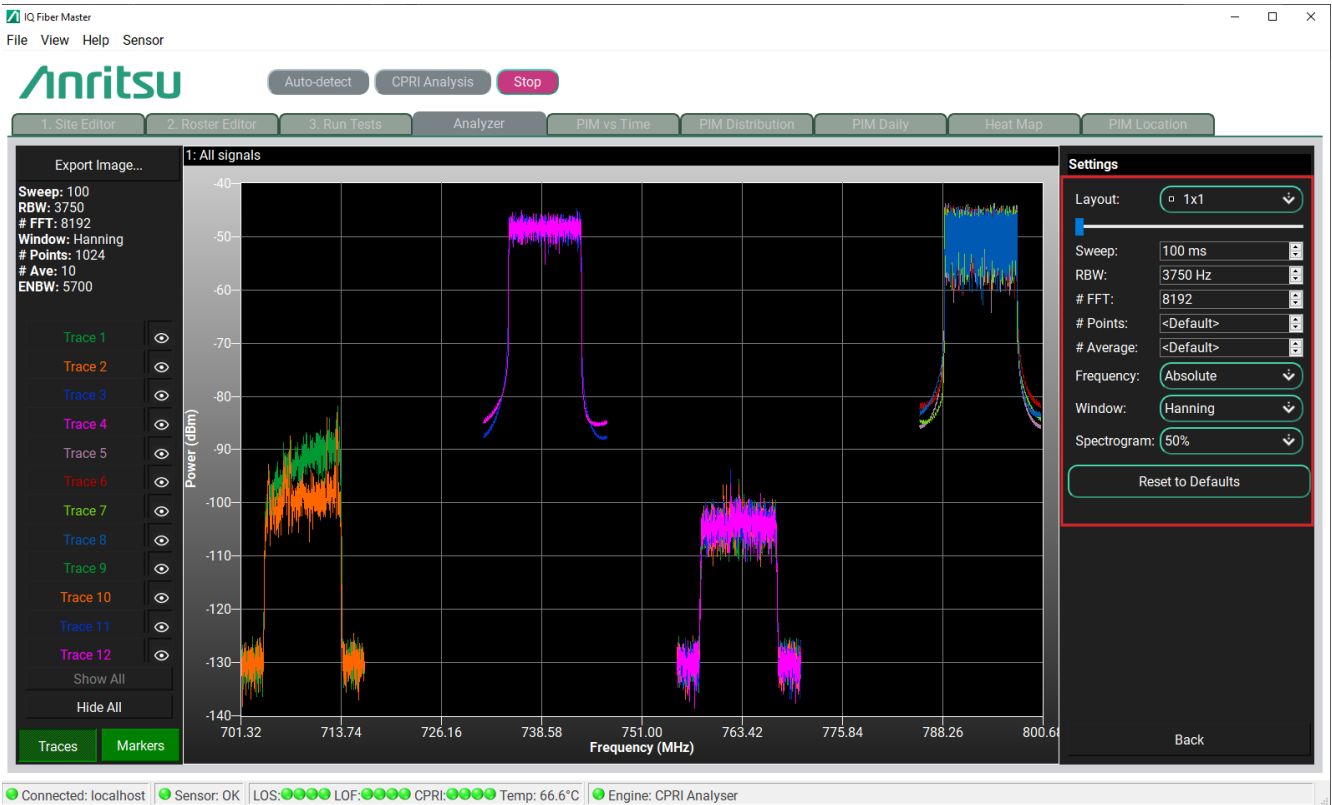 IQ Fiber Master
File View Help Sensor
Anritsu
Auto-detect CPRI Analysis Stop
1. Site Editor 2. Roster Editor 3. Run Tests Analyzer PIM vs Time PIM Distribution PIM Daily Heat Map PIM Location
Export Image...
Sweep: 100
RBW: 3750
# FFT: 8192
Window: Hanning
# Points: 1024
# Ave: 10
ENBW: 5700
Trace 1
Trace 2
Trace 3
Trace 4
Trace 5
Trace 6
Trace 7
Trace 8
Trace 9
Trace 10
Trace 11
Trace 12
Show All
Hide All
Traces Markers
1: All signals
-40
-50
-60
-70
-80
-90
-100
-110
-120
-130
-140
Power (dBm)
701.32 713.74 726.16 738.58 751.00 763.42 775.84 788.26 800.68
Frequency (MHz)
Settings
Layout: 1x1
Sweep: 100 ms
RBW: 3750 Hz
# FFT: 8192
# Points: <Default>
# Average: <Default>
Frequency: Absolute
Window: Hanning
Spectrogram: 50%
Reset to Defaults
Back
Connected: localhost Sensor: OK LOS: LOF: CPRI: Temp: 66.6°C Engine: CPRI Analyser